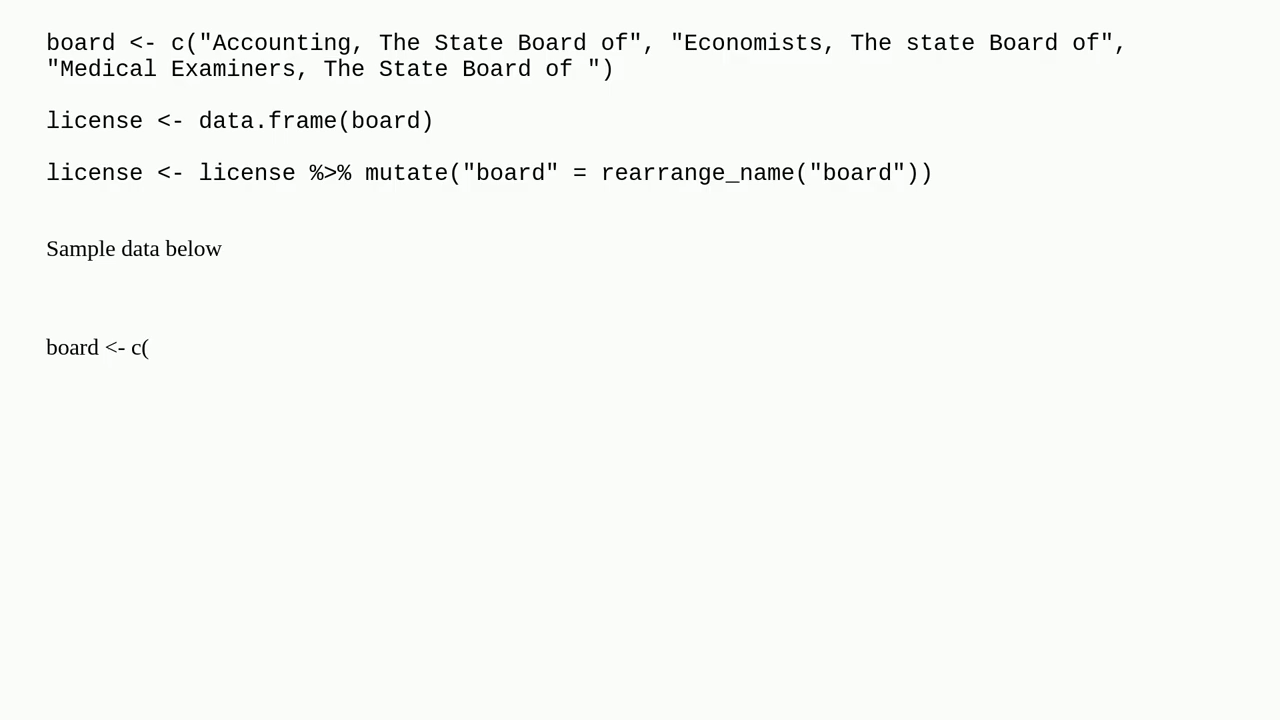 board <- c("Accounting, The State Board of", "Economists, The state Board of",
"Medical Examiners, The State Board of ")
license <- data.frame(board)
license <- license %>% mutate("board" = rearrange_name("board"))
Sample data below
board <- c(